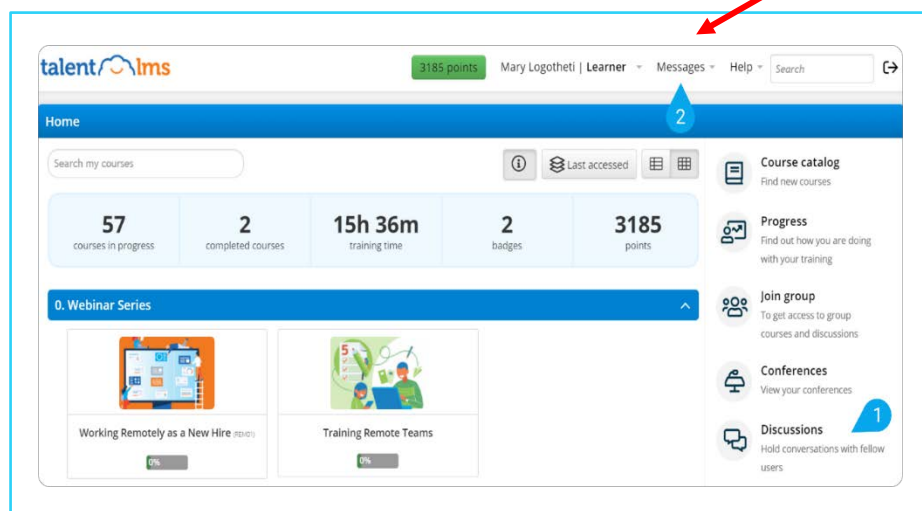 talentlms
3185 points Mary Logotheti | Learner Messages Help Search
2
Home
Search my courses
Last accessed
57
courses in progress
2
completed courses
15h 36m
training time
2
badges
3185
points
0. Webinar Series
5
Working Remotely as a New Hire (REM01)
0%
Training Remote Teams
0%
Course catalog
Find new courses
Progress
Find out how you are doing
with your training
Join group
To get access to group
courses and discussions
Conferences
View your conferences
1
Discussions
Hold conversations with fellow
users